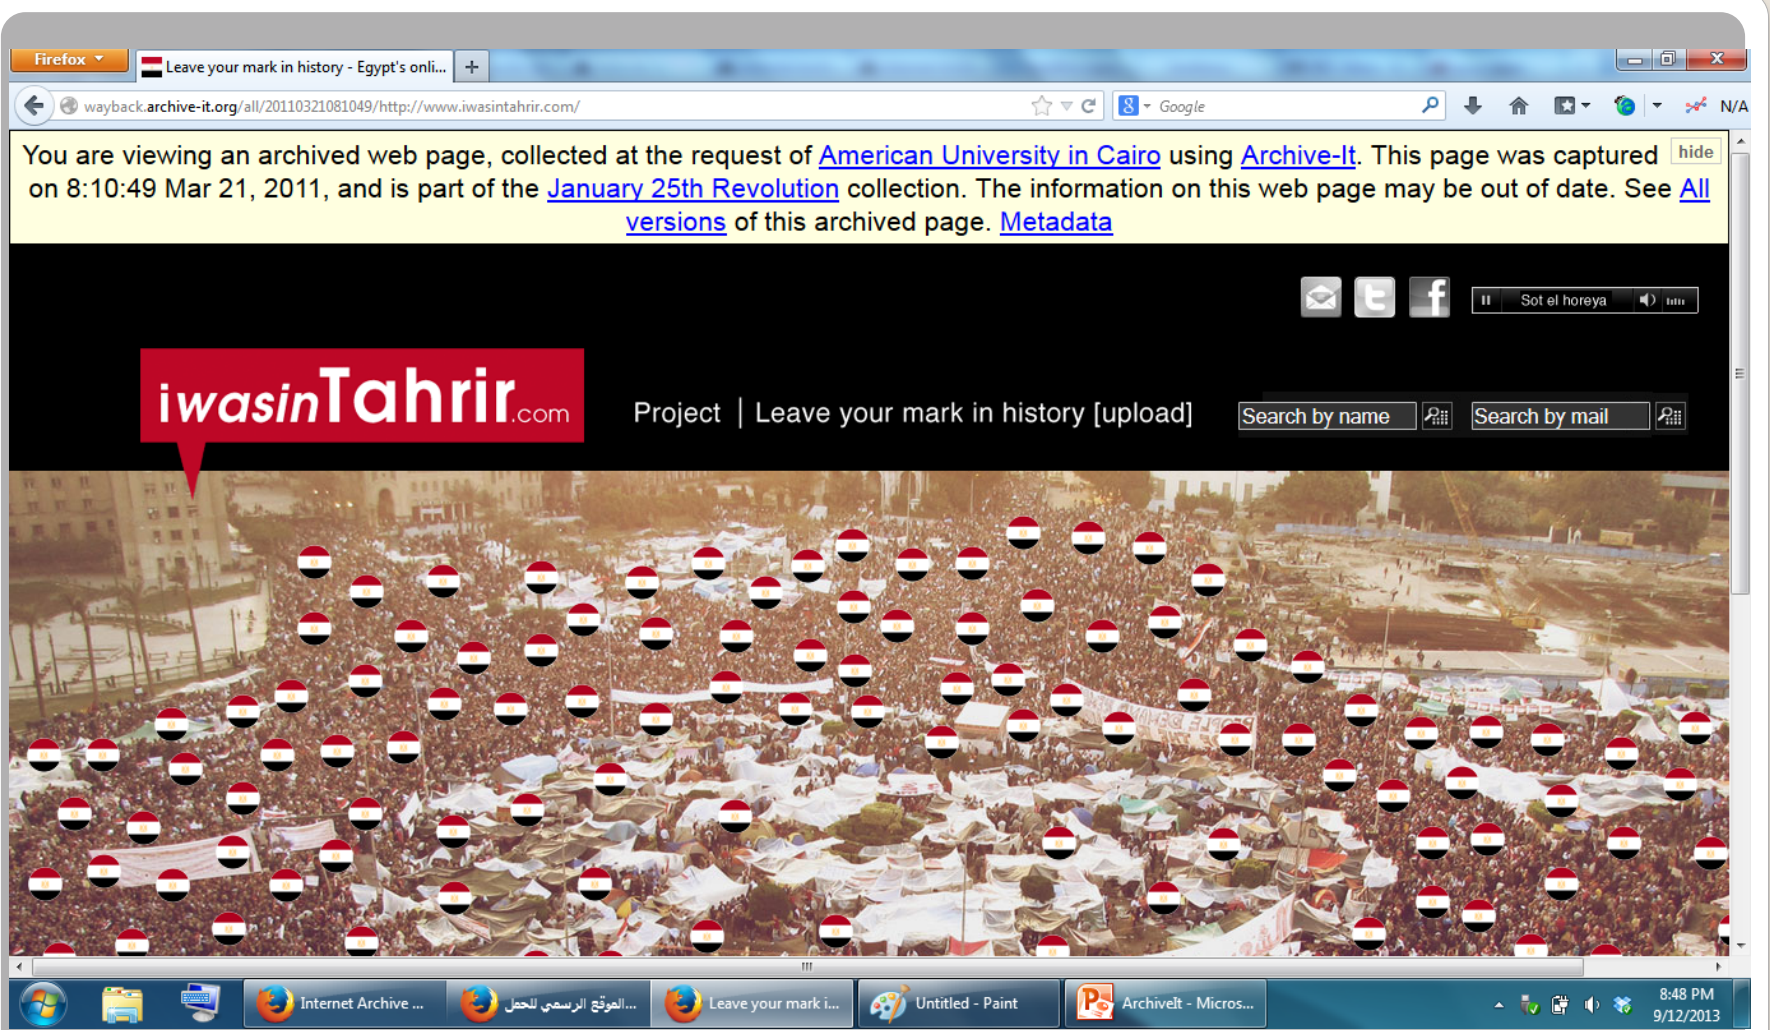 Firefox
Leave your mark in history - Egypt's onli...
wayback.archive-it.org/all/20110321081049/http://www.iwasintahrir.com/
Google
N/A
You are viewing an archived web page, collected at the request of American University in Cairo using Archive-It. This page was captured
hide
on 8:10:49 Mar 21, 2011, and is part of the January 25th Revolution collection. The information on this web page may be out of date. See All
versions of this archived page. Metadata
Sot el horeya
iwasinTahrir.com
Project | Leave your mark in history [upload]
Search by name
Search by mail
Internet Archive ...
الموقع الرسمي للحمل...
Leave your mark i...
Untitled - Paint
ArchiveIt - Micros...
8:48 PM
9/12/2013